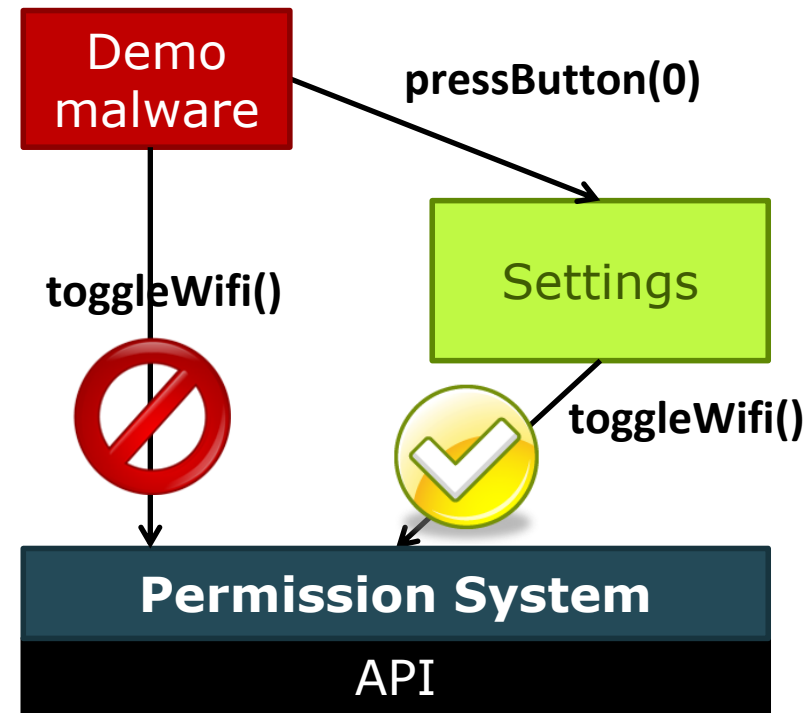 Demo
malware
pressButton(0)
toggleWifi()
Settings
toggleWifi()
Permission System
API